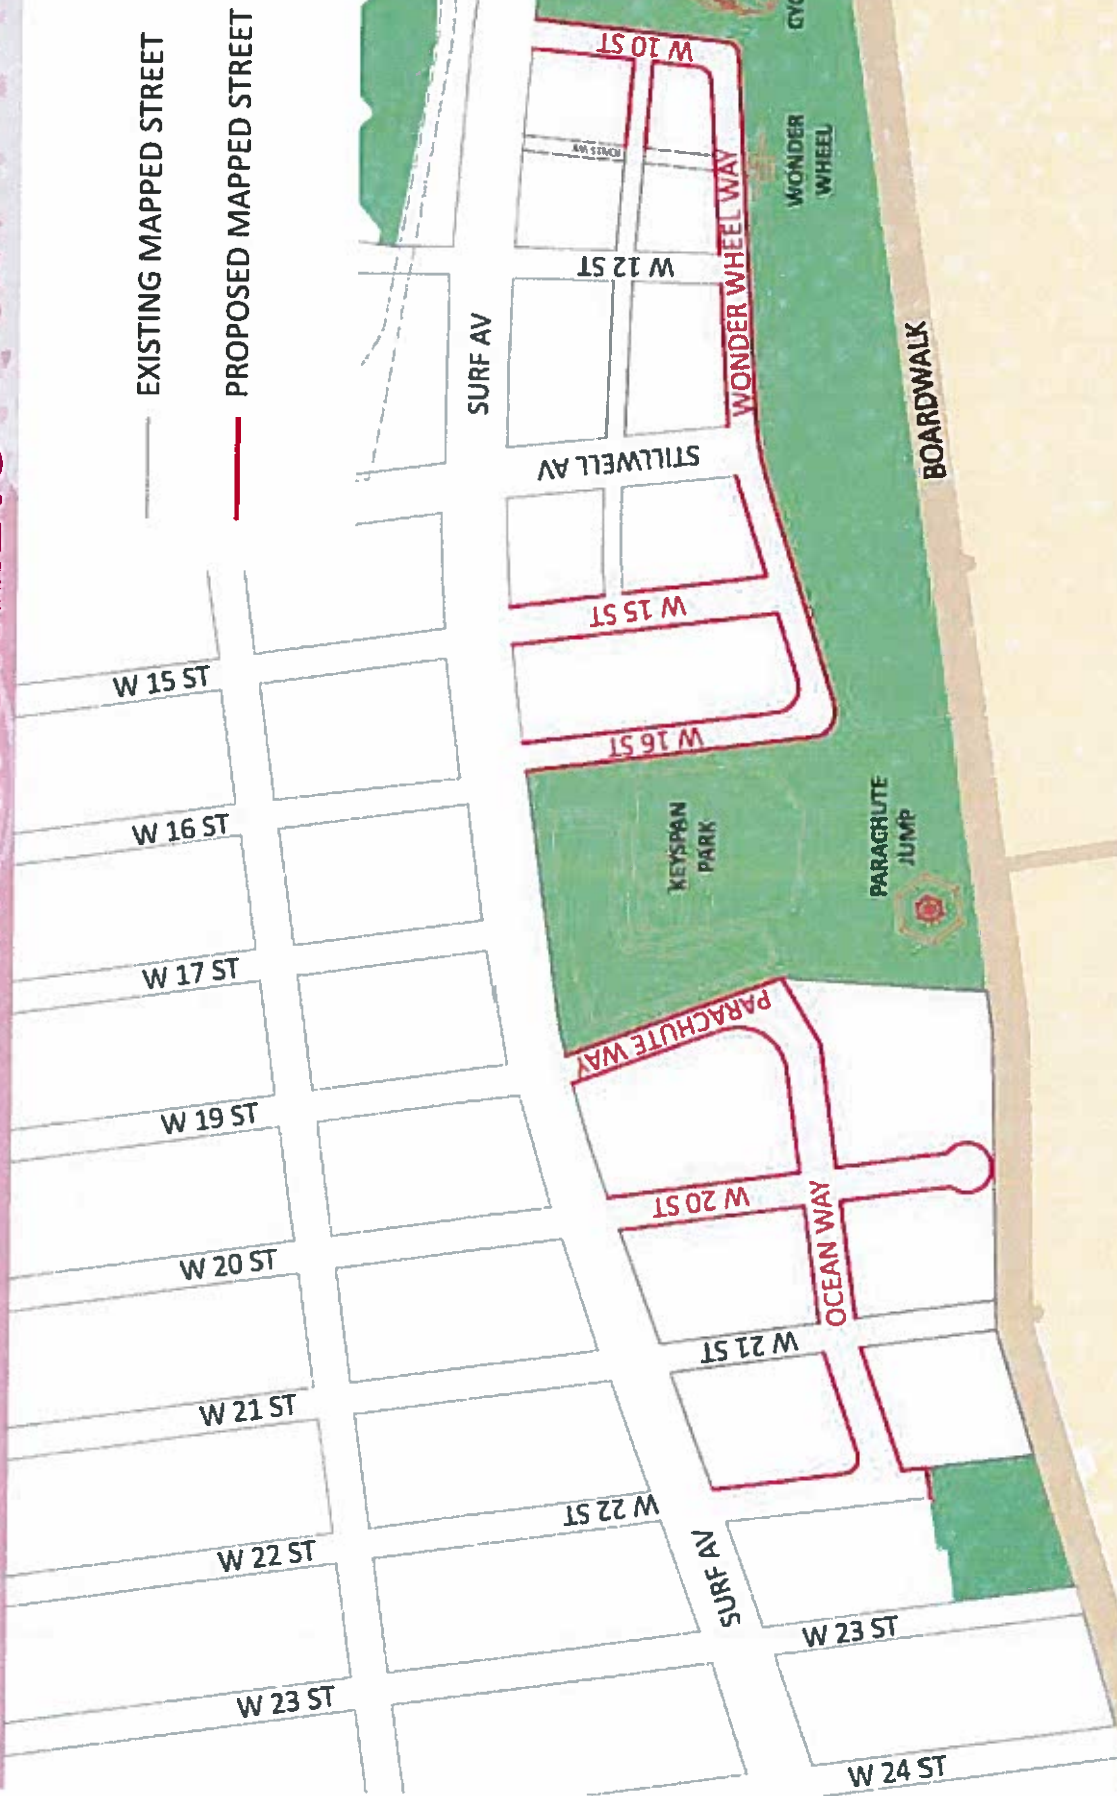 EXISTING MAPPED STREET
PROPOSED MAPPED STREET
W 10 ST
WONDER
WHEEL
WONDER WHEEL WAY
W 12 ST
SURF AV
STILLWELL AV
BOARDWALK
W 15 ST
W 15 ST
W 16 ST
W 16 ST
KEYSPAN
PARK
PARACHUTE
JUMP
W 17 ST
PARACHUTE WAY
W 19 ST
W 20 ST
W 20 ST
OCEAN WAY
W 21 ST
W 21 ST
W 22 ST
W 22 ST
SURF AV
W 23 ST
W 23 ST
W 24 ST